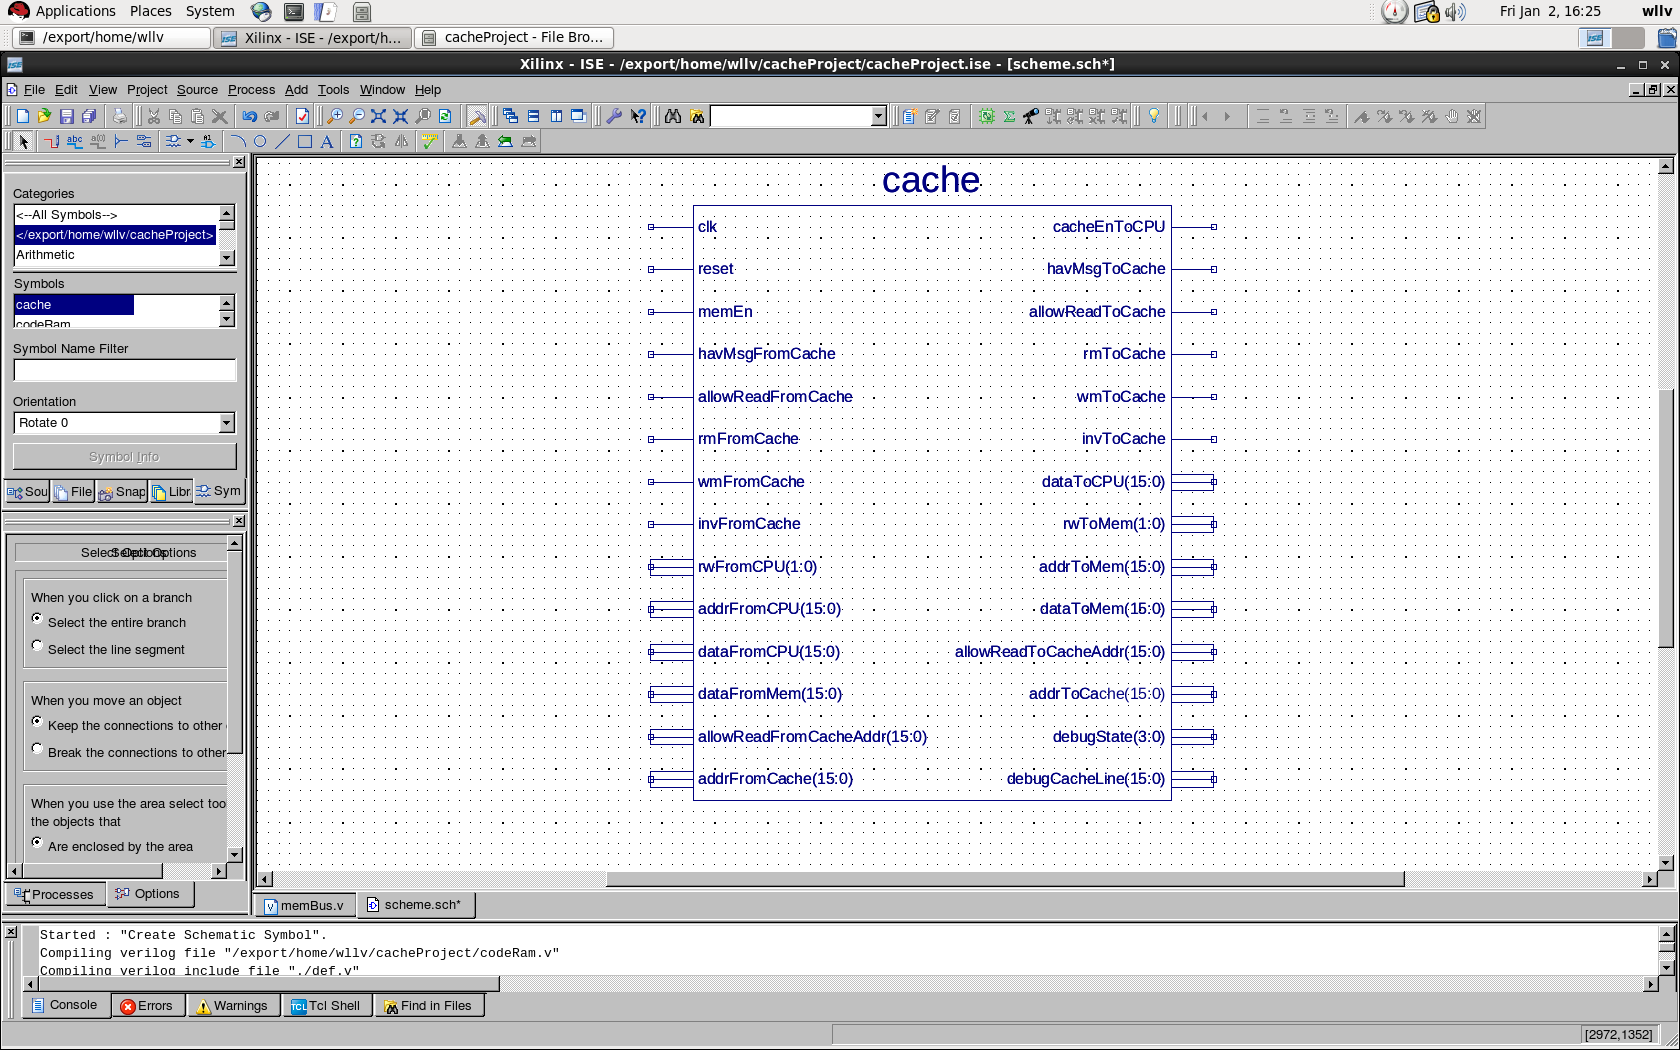 Applications Places System
Fri Jan 2, 16:25 wllv
/export/home/wllv
Xilinx - ISE - /export/h...
cacheProject - File Bro...
Xilinx - ISE - /export/home/wllv/cacheProject/cacheProject.ise - [scheme.sch*]
File Edit View Project Source Process Add Tools Window Help
Categories
<--All Symbols-->
</export/home/wllv/cacheProject>
Arithmetic
Symbols
cache
codeRam
Symbol Name Filter
Orientation
Rotate 0
Symbol Info
Sou File Snap Libr Sym
Select Options
When you click on a branch
Select the entire branch
Select the line segment
When you move an object
Keep the connections to other
Break the connections to other
When you use the area select too
the objects that
Are enclosed by the area
Processes Options
cache
clk cacheEnToCPU
reset havMsgToCache
memEn allowReadToCache
havMsgFromCache rmToCache
allowReadFromCache wmToCache
rmFromCache invToCache
wmFromCache dataToCPU(15:0)
invFromCache rwToMem(1:0)
rwFromCPU(1:0) addrToMem(15:0)
addrFromCPU(15:0) dataToMem(15:0)
dataFromCPU(15:0) allowReadToCacheAddr(15:0)
dataFromMem(15:0) addrToCache(15:0)
allowReadFromCacheAddr(15:0) debugState(3:0)
addrFromCache(15:0) debugCacheLine(15:0)
memBus.v scheme.sch*
Started : "Create Schematic Symbol".
Compiling verilog file "/export/home/wllv/cacheProject/codeRam.v"
Compiling verilog include file "./def.v"
Console Errors Warnings Tcl Shell Find in Files
[2972,1352]